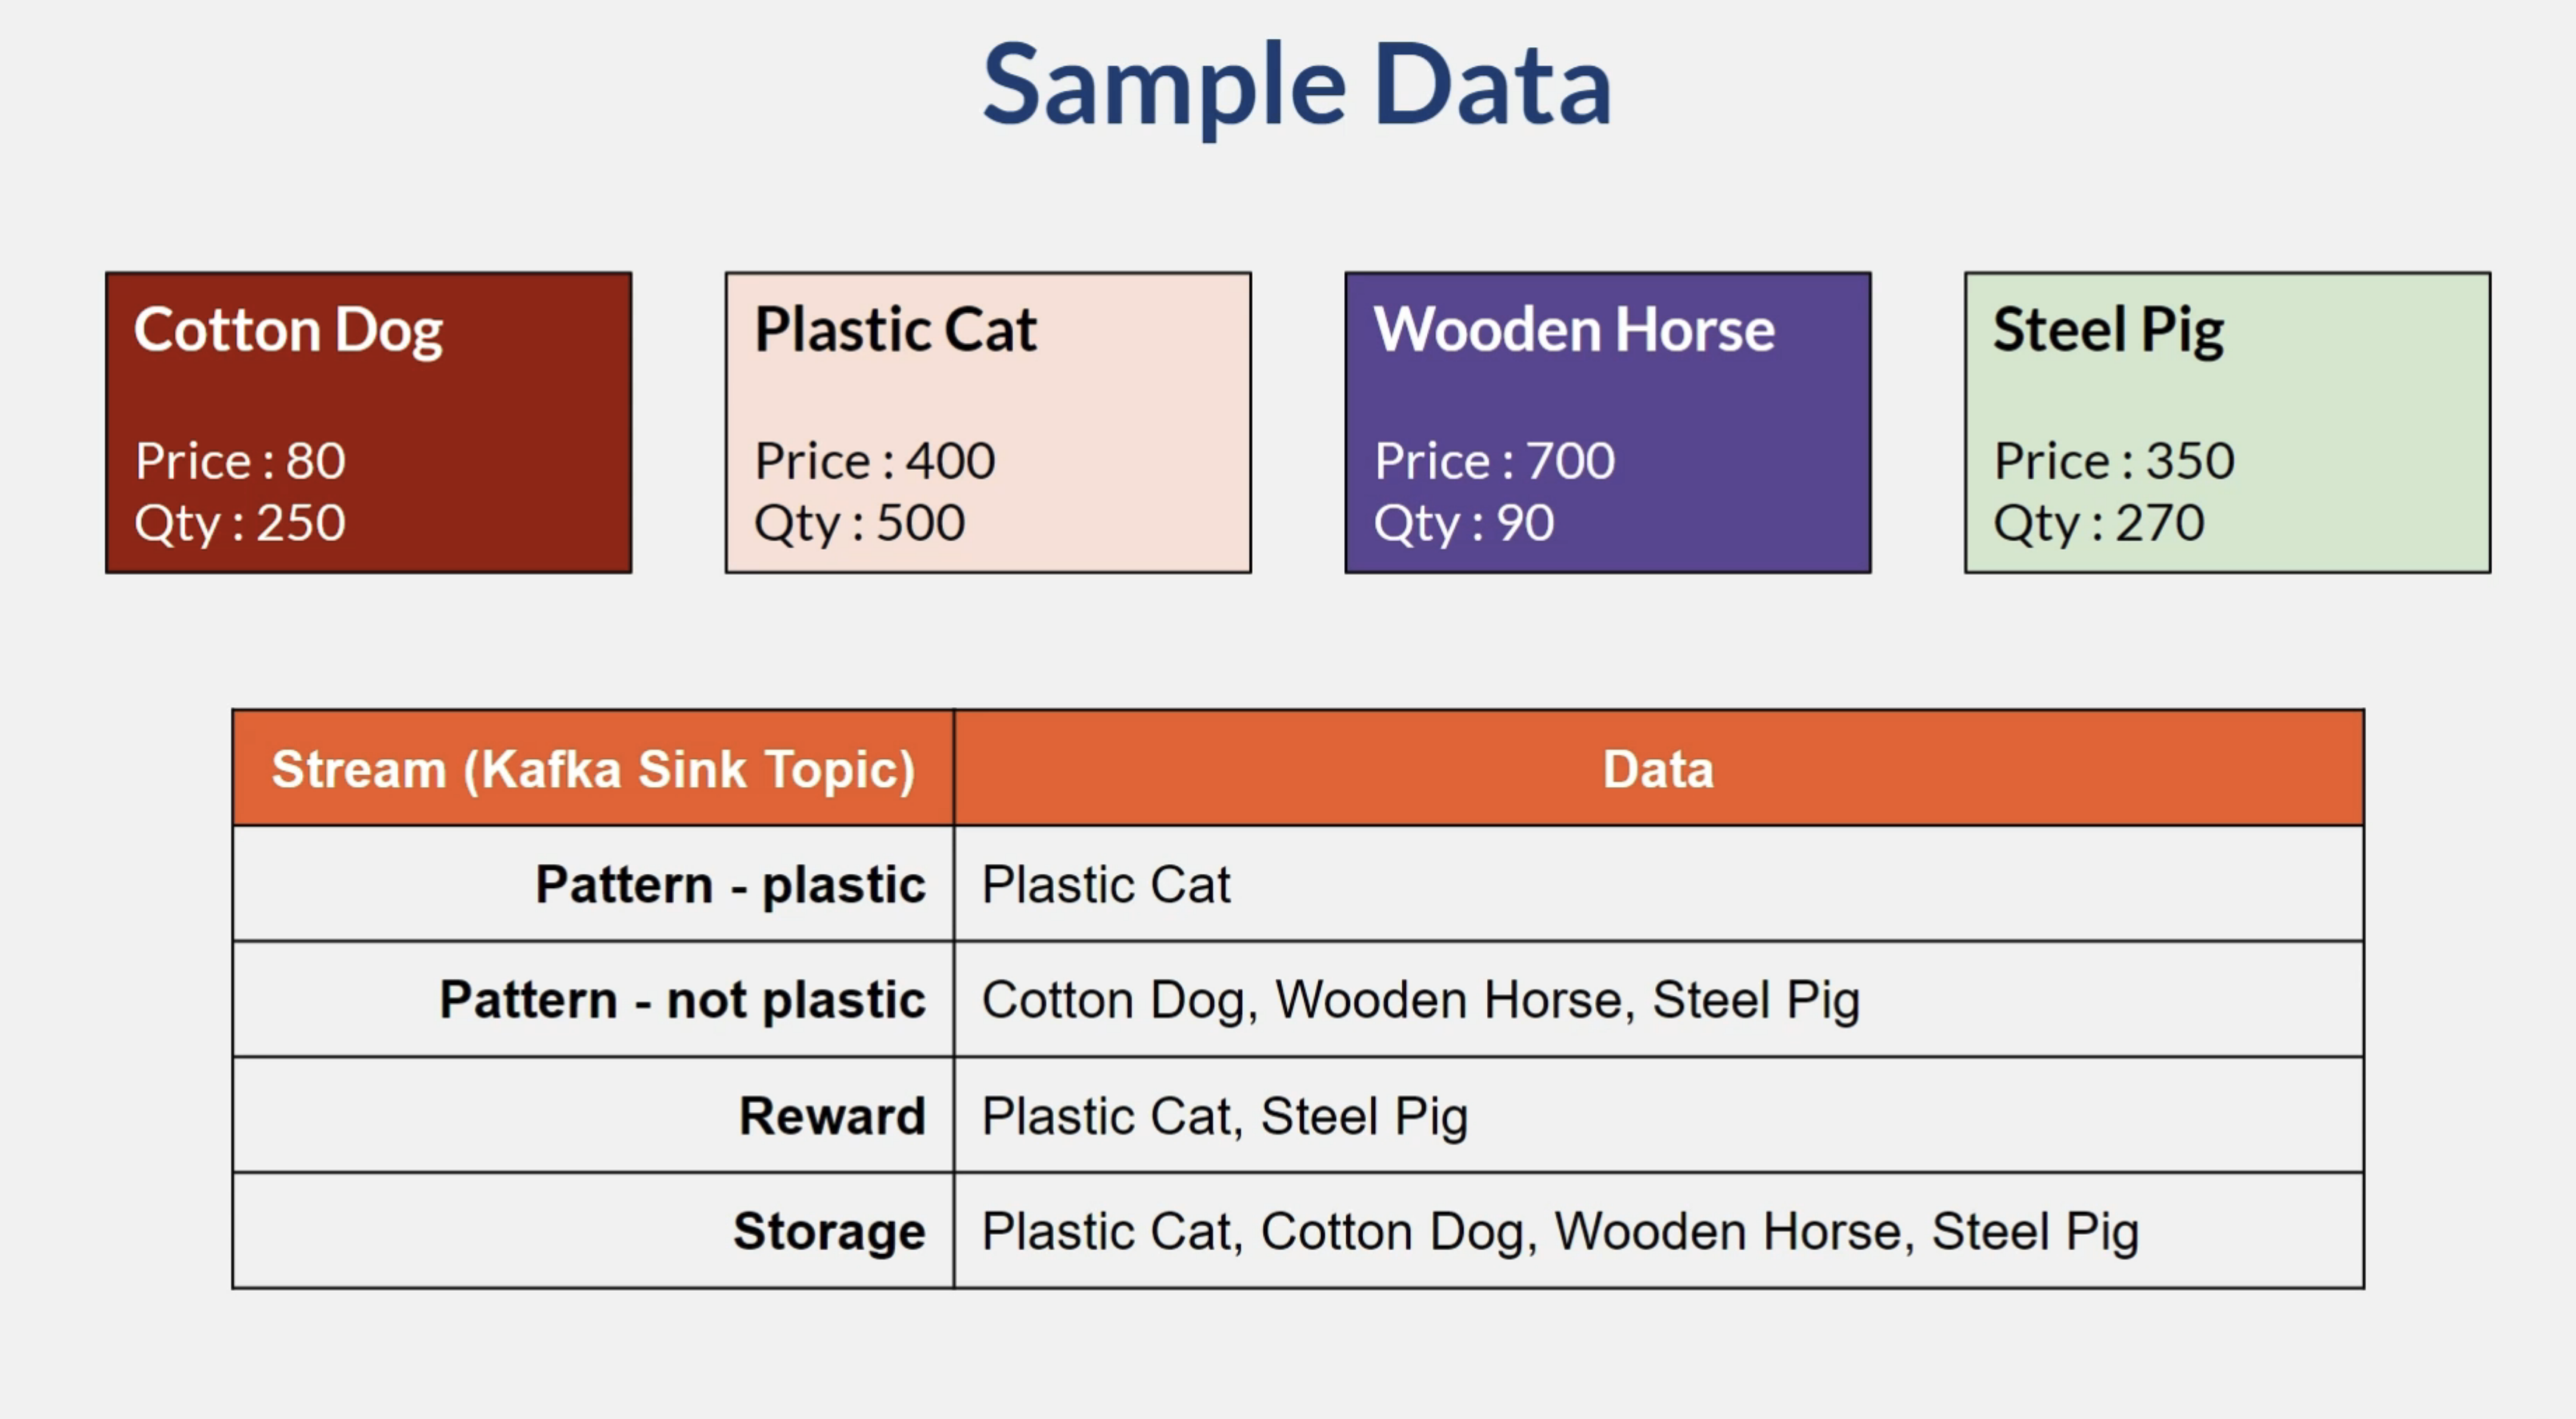 Sample Data
Cotton Dog
Price : 80
Qty : 250
Plastic Cat
Price : 400
Qty : 500
Wooden Horse
Price : 700
Qty : 90
Steel Pig
Price : 350
Qty : 270
Stream (Kafka Sink Topic)
Data
Pattern - plastic
Plastic Cat
Pattern - not plastic
Cotton Dog, Wooden Horse, Steel Pig
Reward
Plastic Cat, Steel Pig
Storage
Plastic Cat, Cotton Dog, Wooden Horse, Steel Pig